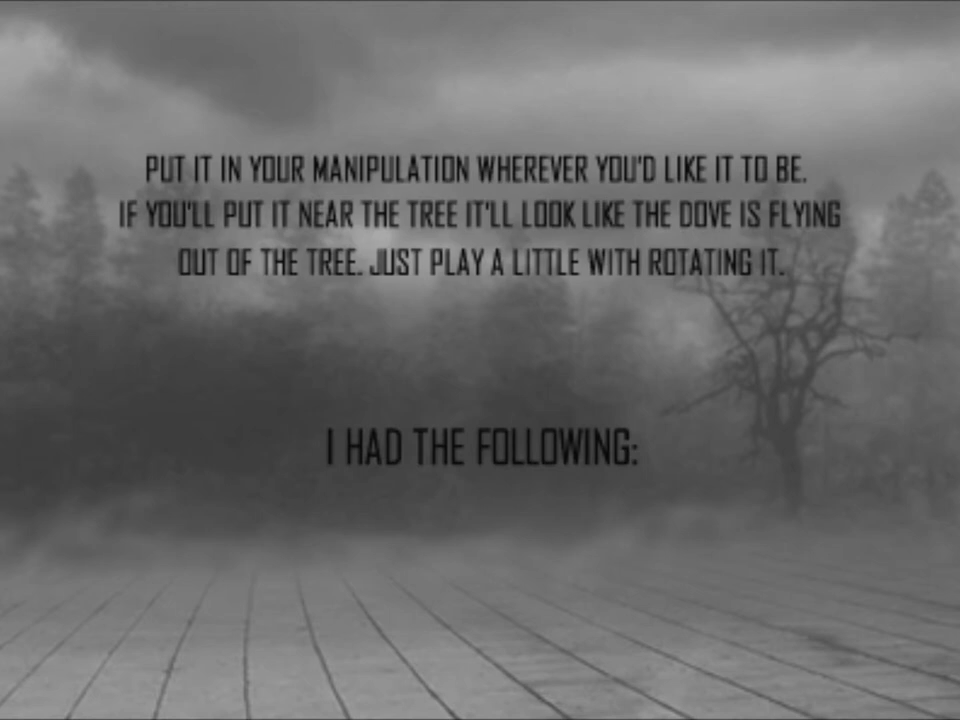 PUT IT IN YOUR MANIPULATION WHEREVER YOU'D LIKE IT TO BE.
IF YOU'LL PUT IT NEAR THE TREE IT'LL LOOK LIKE THE DOVE IS FLYING
OUT OF THE TREE. JUST PLAY A LITTLE WITH ROTATING IT.
I HAD THE FOLLOWING: